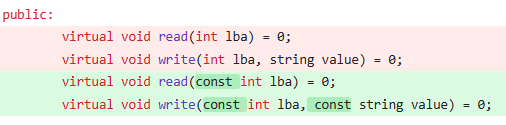 public:
virtual void read(int lba) = 0;
virtual void write(int lba, string value) = 0;
virtual void read(const int lba) = 0;
virtual void write(const int lba, const string value) = 0;